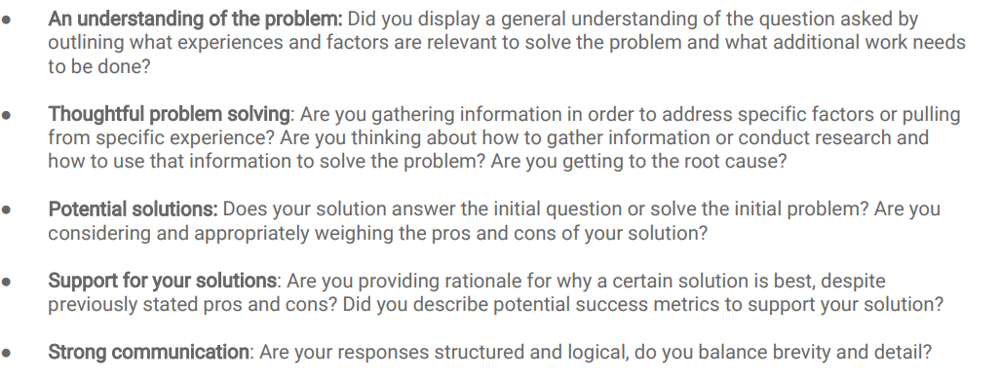 ● An understanding of the problem: Did you display a general understanding of the question asked by
outlining what experiences and factors are relevant to solve the problem and what additional work needs
to be done?
● Thoughtful problem solving: Are you gathering information in order to address specific factors or pulling
from specific experience? Are you thinking about how to gather information or conduct research and
how to use that information to solve the problem? Are you getting to the root cause?
● Potential solutions: Does your solution answer the initial question or solve the initial problem? Are you
considering and appropriately weighing the pros and cons of your solution?
● Support for your solutions: Are you providing rationale for why a certain solution is best, despite
previously stated pros and cons? Did you describe potential success metrics to support your solution?
● Strong communication: Are your responses structured and logical, do you balance brevity and detail?